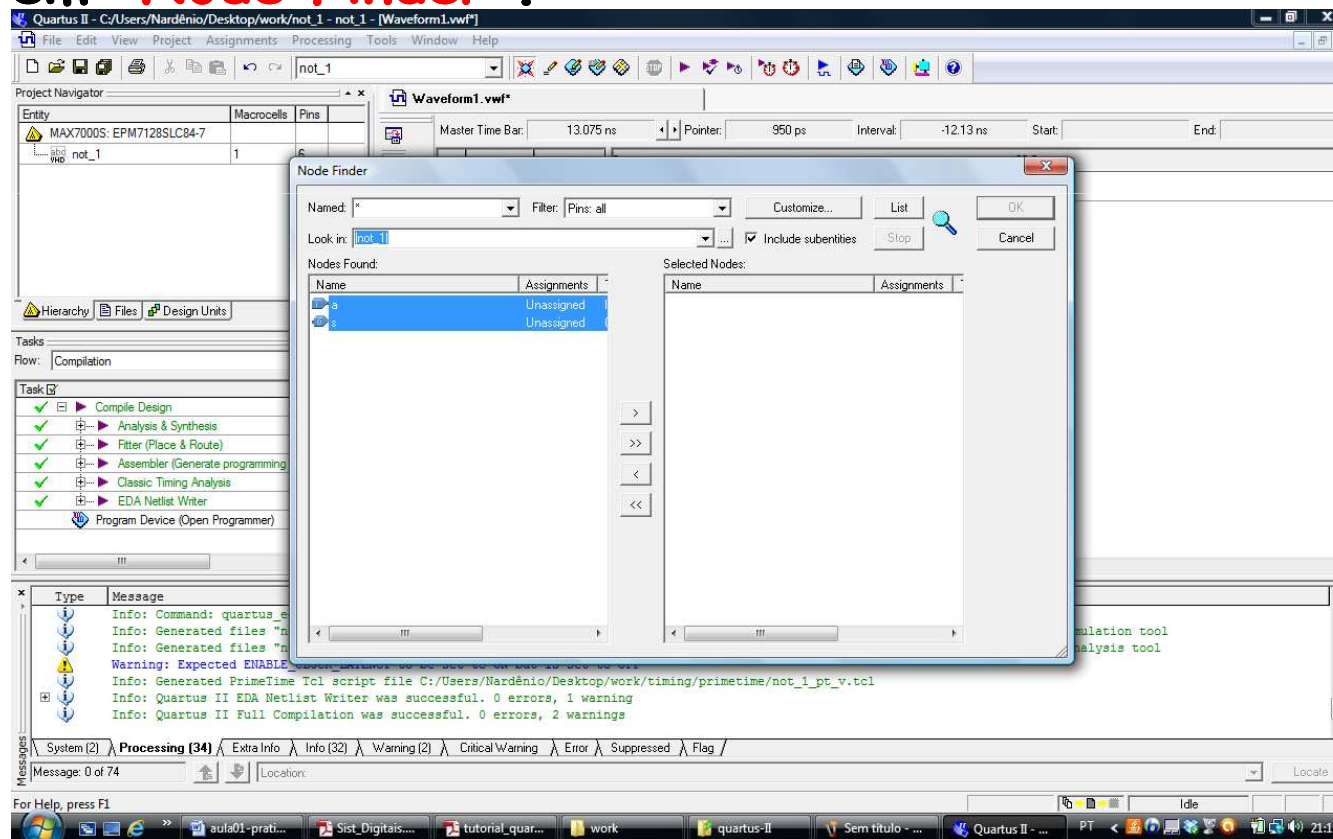 em "Node Finder" :
Quartus II - C:/Users/Nardênio/Desktop/work/not_1 - not_1 - [Waveform1.vwf*]
File Edit View Project Assignments Processing Tools Window Help
not_1
Project Navigator
Entity Macrocells Pins
MAX7000S: EPM7128SLC84-7
not_1 1 6
Hierarchy Files Design Units
Waveform1.vwf*
Master Time Bar: 13.075 ns Pointer: 950 ps Interval: -12.13 ns Start: End:
Node Finder
Named: * Filter: Pins: all Customize... List OK
Look in: not_1 ... Include subentities Stop Cancel
Nodes Found: Selected Nodes:
Name Assignments Name Assignments
a Unassigned
s Unassigned
>
>>
<
<<
Tasks
Flow: Compilation
Task
Compile Design
Analysis & Synthesis
Fitter (Place & Route)
Assembler (Generate programming
Classic Timing Analysis
EDA Netlist Writer
Program Device (Open Programmer)
Type Message
Info: Command:
Info: Generated files mulation tool
Info: Generated files alysis tool
Warning: Expected
Info: Generated PrimeTime Tcl script file C:/Users/Nardênio/Desktop/work/timing/primetime/not_1_pt_v.tcl
Info: Quartus II EDA Netlist Writer was successful. 0 errors, 1 warning
Info: Quartus II Full Compilation was successful. 0 errors, 2 warnings
System (2) Processing (34) Extra Info Info (32) Warning (2) Critical Warning Error Suppressed Flag
Messages
Message: 0 of 74 Location: Locate
For Help, press F1 Idle
aula01-prati... Sist_Digitais.... tutorial_quar... work quartus-II Sem título - ... Quartus II - ... PT